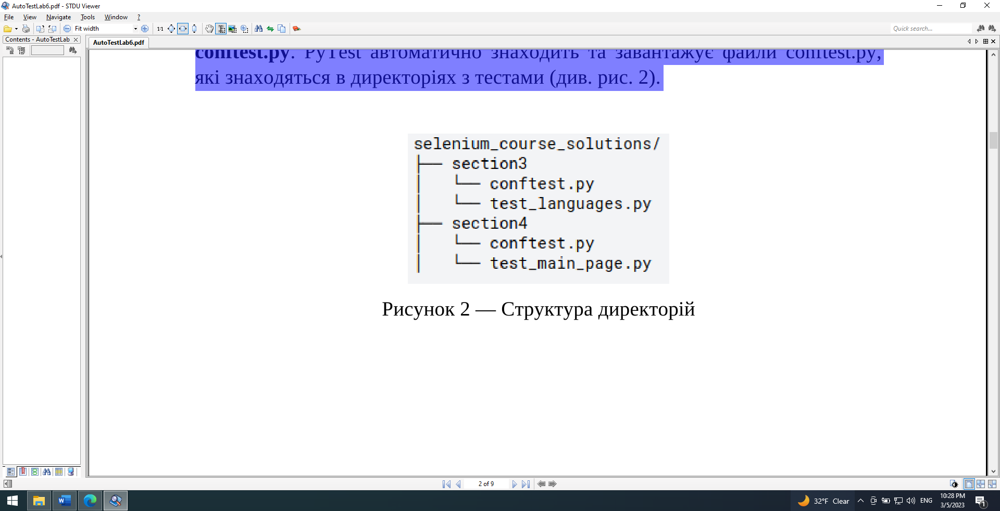 AutoTestLab6.pdf - STDU Viewer
File View Navigate Tools Window ?
Fit width
1:1
Quick search...
Contents - AutoTestLab
AutoTestLab6.pdf
conftest.py. PyTest автоматично знаходить та завантажує файли conftest.py,
які знаходяться в директоріях з тестами (див. рис. 2).
selenium_course_solutions/
├── section3
│   └── conftest.py
│   └── test_languages.py
├── section4
│   └── conftest.py
│   └── test_main_page.py
Рисунок 2 — Структура директорій
2 of 9
32°F Clear
ENG
10:28 PM
3/5/2023
1